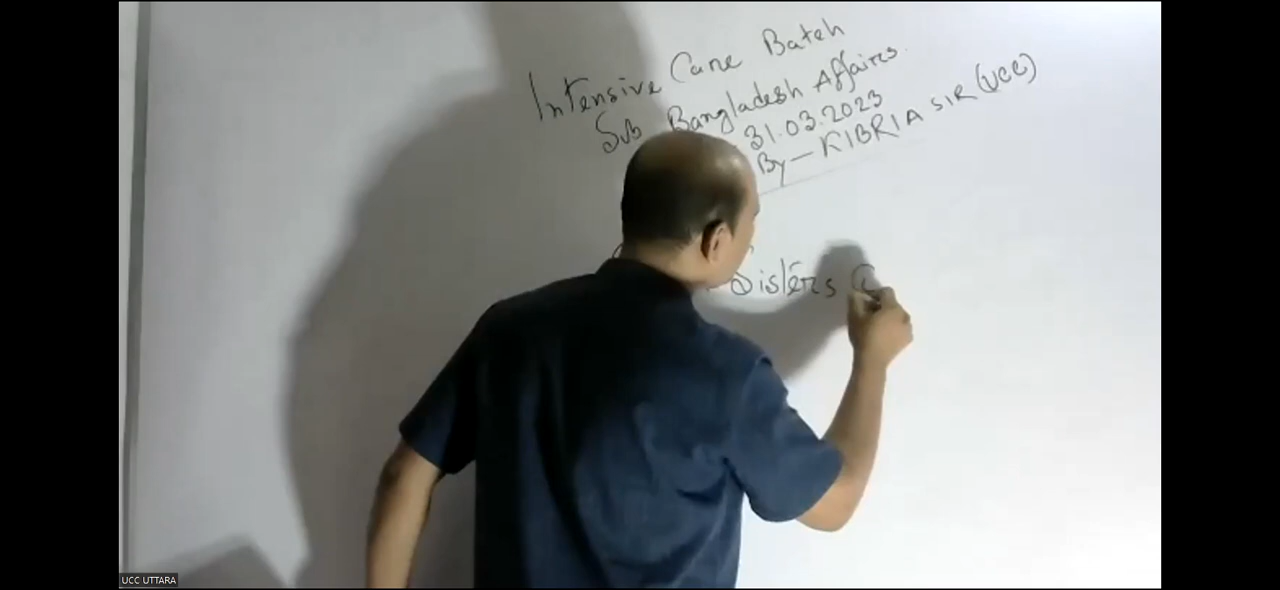 Intensive Care Batch
Sub Bangladesh Affairs.
31.03.2023
By - KIBRIA SIR (UCC)
Sisters
UCC UTTARA